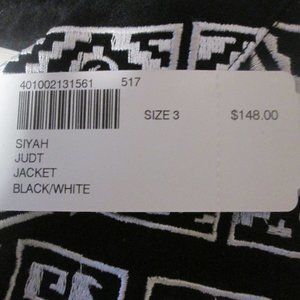 401002131561 517
SIZE 3 $148.00
SIYAH
JUDT
JACKET
BLACK/WHITE